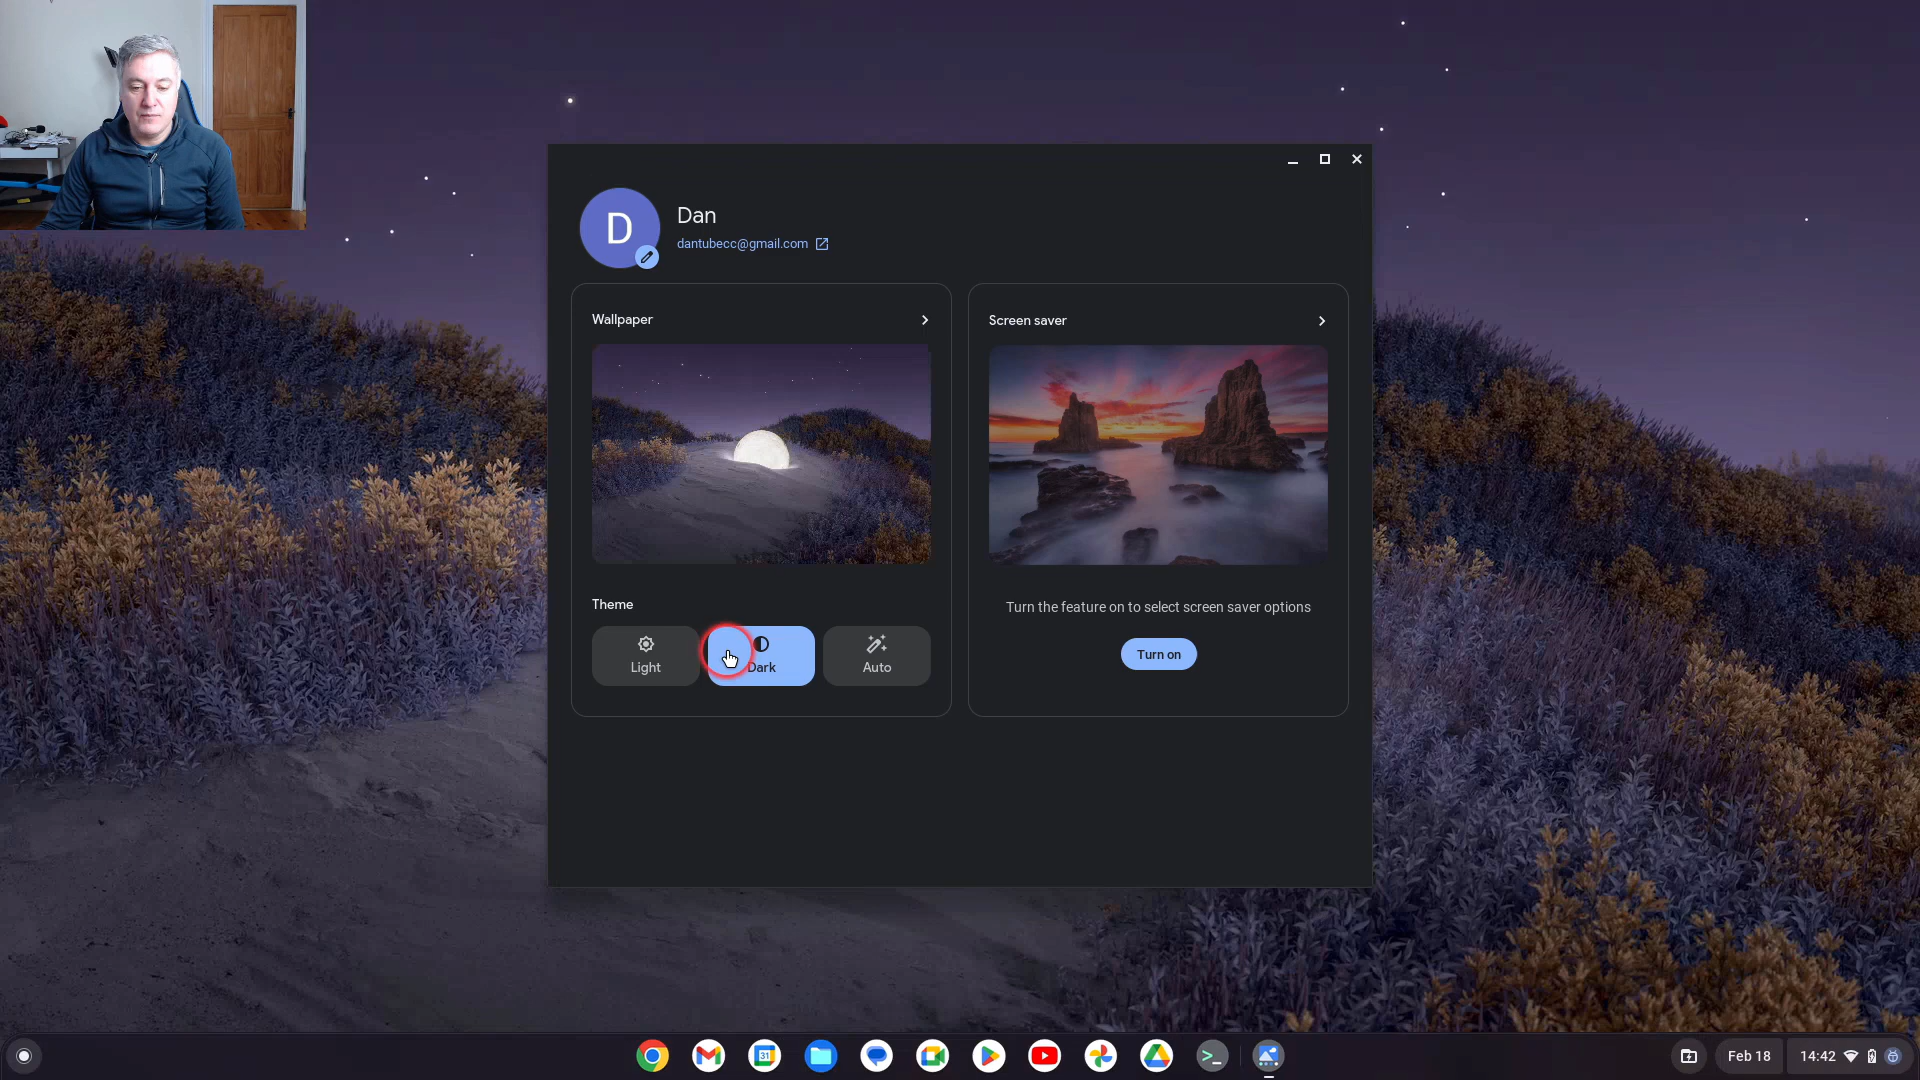 D
Dan
dantubecc@gmail.com
Wallpaper
Screen saver
Theme
Light
Dark
Auto
Turn the feature on to select screen saver options
Turn on
31
>_
Feb 18
14:42